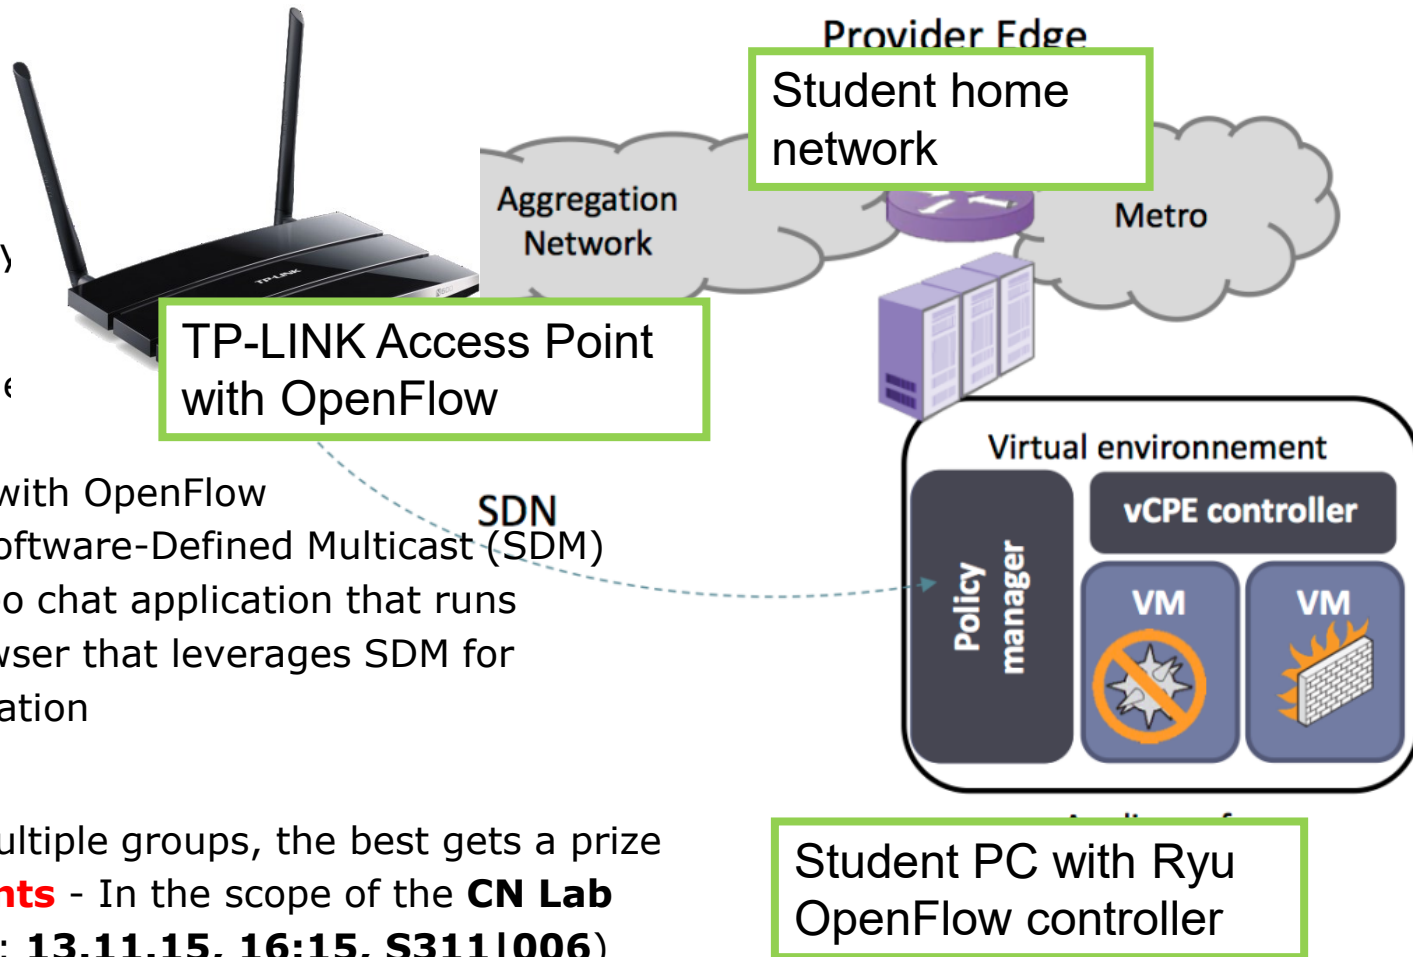 Provider Edge
Student home
network
Aggregation
Network
Metro
TP-LINK
TP-LINK Access Point
with OpenFlow
Virtual environnement
with OpenFlow
SDN
vCPE controller
oftware-Defined Multicast (SDM)
Policy
manager
VM
VM
o chat application that runs
wser that leverages SDM for
ation
ultiple groups, the best gets a prize
nts - In the scope of the CN Lab
: 13.11.15, 16:15, S311|006)
Student PC with Ryu
OpenFlow controller